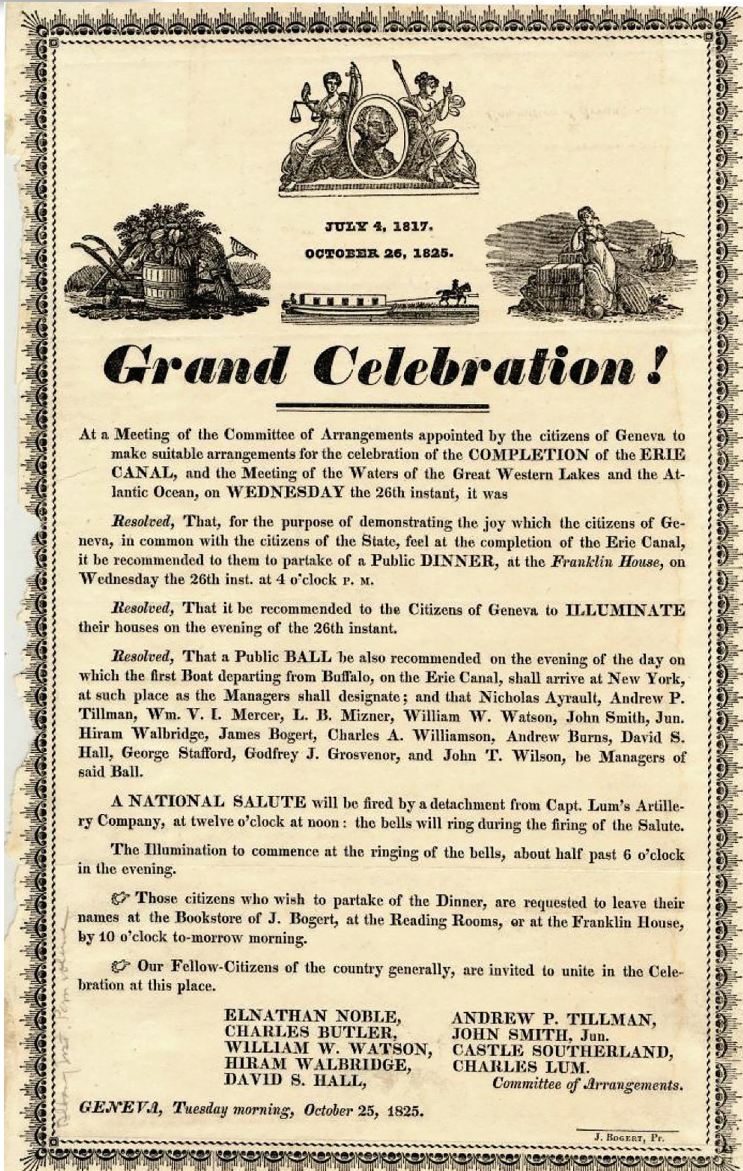 JULY 4, 1817.
OCTOBER 26, 1825.
Grand Celebration!
At a Meeting of the Committee of Arrangements appointed by the citizens of Geneva to
make suitable arrangements for the celebration of the COMPLETION of the ERIE
CANAL, and the Meeting of the Waters of the Great Western Lakes and the At-
lantic Ocean, on WEDNESDAY the 26th instant, it was
Resolved, That, for the purpose of demonstrating the joy which the citizens of Ge-
neva, in common with the citizens of the State, feel at the completion of the Erie Canal,
it be recommended to them to partake of a Public DINNER, at the Franklin House, on
Wednesday the 26th inst. at 4 o'clock P. M.
Resolved, That it be recommended to the Citizens of Geneva to ILLUMINATE
their houses on the evening of the 26th instant.
Resolved, That a Public BALL be also recommended on the evening of the day on
which the first Boat departing from Buffalo, on the Erie Canal, shall arrive at New York,
at such place as the Managers shall designate; and that Nicholas Ayrault, Andrew P.
Tillman, Wm. V. I. Mercer, L. B. Mizner, William W. Watson, John Smith, Jun.
Hiram Walbridge, James Bogert, Charles A. Williamson, Andrew Burns, David S.
Hall, George Stafford, Godfrey J. Grosvenor, and John T. Wilson, be Managers of
said Ball.
A NATIONAL SALUTE will be fired by a detachment from Capt. Lum's Artille-
ry Company, at twelve o'clock at noon: the bells will ring during the firing of the Salute.
The Illumination to commence at the ringing of the bells, about half past 6 o'clock
in the evening.
☞ Those citizens who wish to partake of the Dinner, are requested to leave their
names at the Bookstore of J. Bogert, at the Reading Rooms, or at the Franklin House,
by 10 o'clock to-morrow morning.
☞ Our Fellow-Citizens of the country generally, are invited to unite in the Cele-
bration at this place.
ELNATHAN NOBLE,
CHARLES BUTLER,
WILLIAM W. WATSON,
HIRAM WALBRIDGE,
DAVID S. HALL,
ANDREW P. TILLMAN,
JOHN SMITH, Jun.
CASTLE SOUTHERLAND,
CHARLES LUM.
Committee of Arrangements.
GENEVA, Tuesday morning, October 25, 1825.
J. BOGERT, Pr.